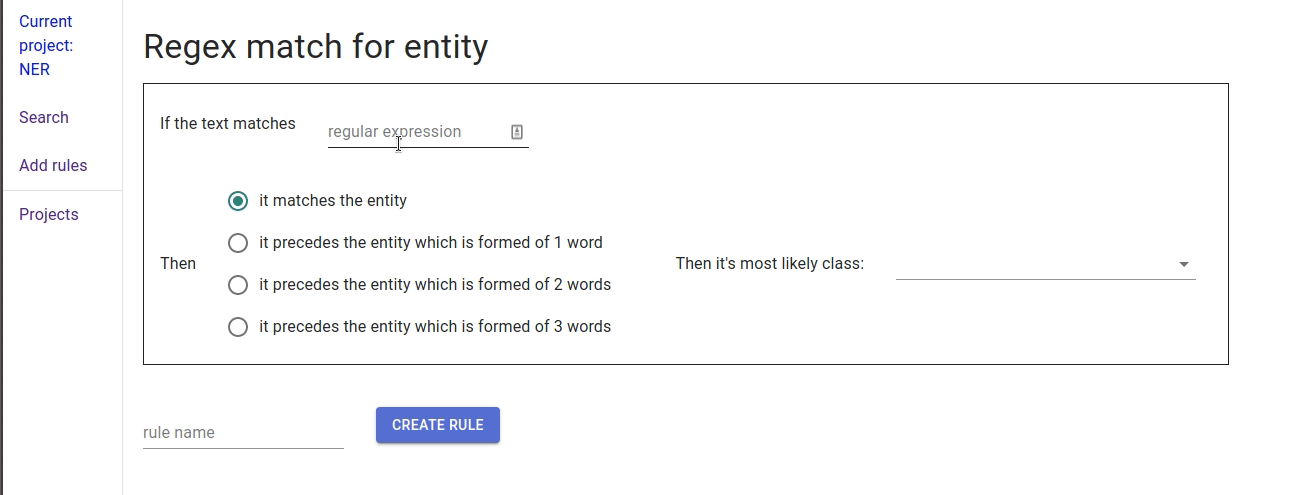 Current
project:
NER
Search
Add rules
Projects
Regex match for entity
If the text matches
regular expression
Then
it matches the entity
it precedes the entity which is formed of 1 word
it precedes the entity which is formed of 2 words
it precedes the entity which is formed of 3 words
Then it's most likely class:
rule name
CREATE RULE